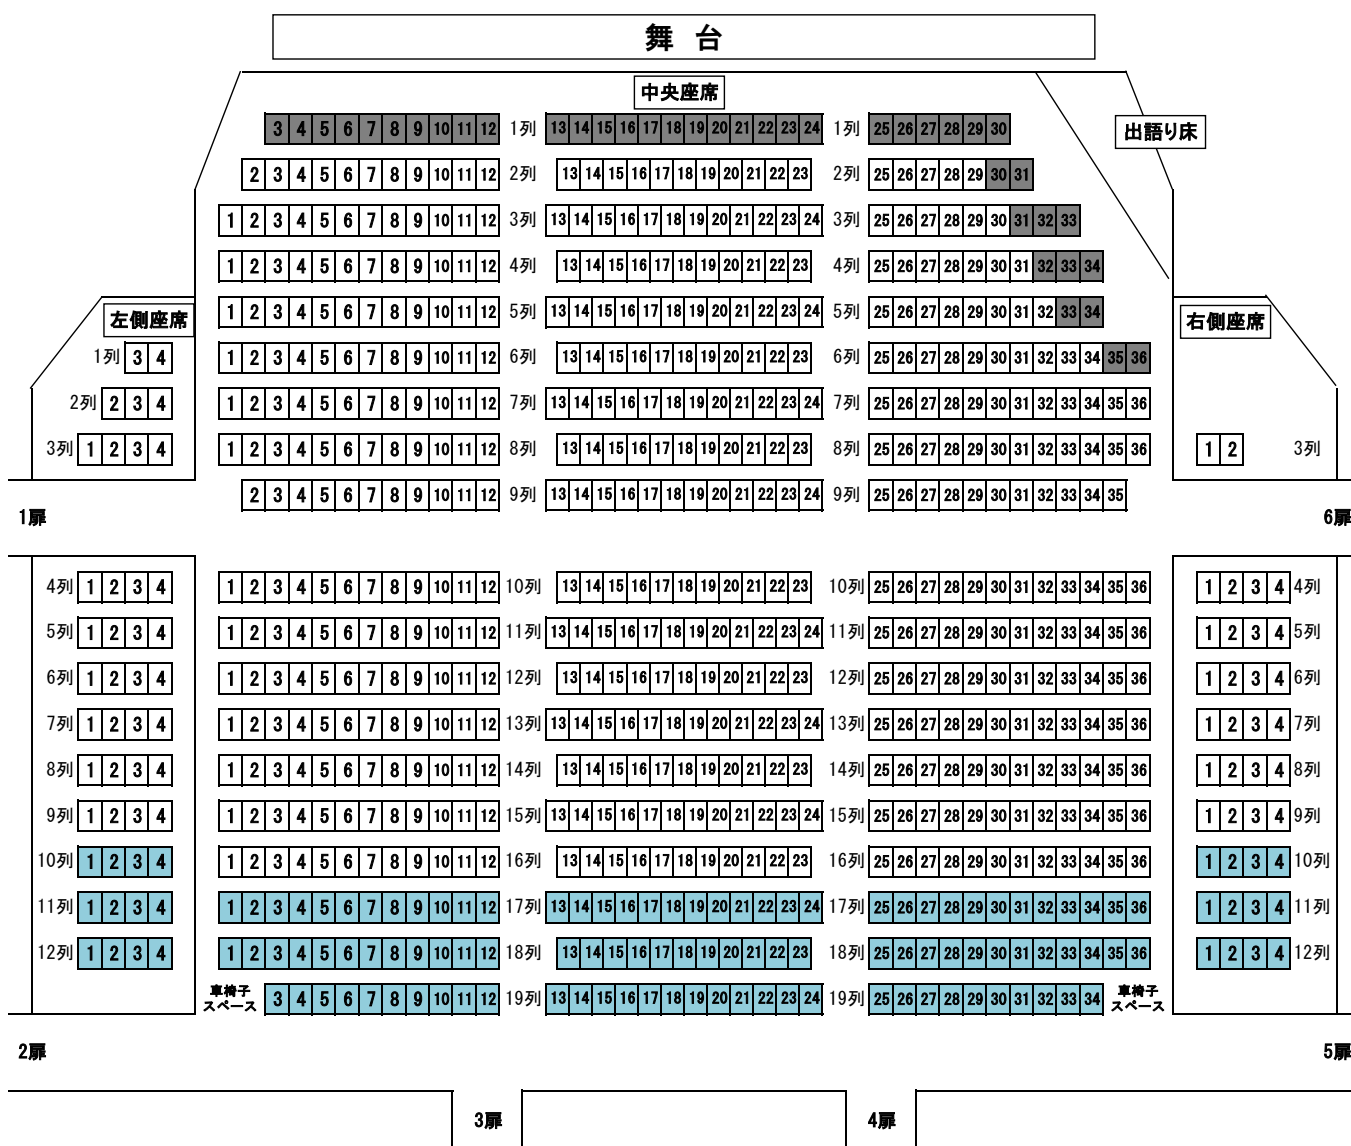 舞 台
中央座席
3 4 5 6 7 8 9 10 11 12 1列 13 14 15 16 17 18 19 20 21 22 23 24 1列 25 26 27 28 29 30
出語り床
2 3 4 5 6 7 8 9 10 11 12 2列 13 14 15 16 17 18 19 20 21 22 23 2列 25 26 27 28 29 30 31
1 2 3 4 5 6 7 8 9 10 11 12 3列 13 14 15 16 17 18 19 20 21 22 23 24 3列 25 26 27 28 29 30 31 32 33
1 2 3 4 5 6 7 8 9 10 11 12 4列 13 14 15 16 17 18 19 20 21 22 23 4列 25 26 27 28 29 30 31 32 33 34
1 2 3 4 5 6 7 8 9 10 11 12 5列 13 14 15 16 17 18 19 20 21 22 23 24 5列 25 26 27 28 29 30 31 32 33 34
左側座席 右側座席
1列 3 4 1 2 3 4 5 6 7 8 9 10 11 12 6列 13 14 15 16 17 18 19 20 21 22 23 6列 25 26 27 28 29 30 31 32 33 34 35 36
2列 2 3 4 1 2 3 4 5 6 7 8 9 10 11 12 7列 13 14 15 16 17 18 19 20 21 22 23 24 7列 25 26 27 28 29 30 31 32 33 34 35 36
3列 1 2 3 4 1 2 3 4 5 6 7 8 9 10 11 12 8列 13 14 15 16 17 18 19 20 21 22 23 8列 25 26 27 28 29 30 31 32 33 34 35 36 1 2 3列
2 3 4 5 6 7 8 9 10 11 12 9列 13 14 15 16 17 18 19 20 21 22 23 24 9列 25 26 27 28 29 30 31 32 33 34 35
1扉 6扉
4列 1 2 3 4 1 2 3 4 5 6 7 8 9 10 11 12 10列 13 14 15 16 17 18 19 20 21 22 23 10列 25 26 27 28 29 30 31 32 33 34 35 36 1 2 3 4 4列
5列 1 2 3 4 1 2 3 4 5 6 7 8 9 10 11 12 11列 13 14 15 16 17 18 19 20 21 22 23 24 11列 25 26 27 28 29 30 31 32 33 34 35 36 1 2 3 4 5列
6列 1 2 3 4 1 2 3 4 5 6 7 8 9 10 11 12 12列 13 14 15 16 17 18 19 20 21 22 23 12列 25 26 27 28 29 30 31 32 33 34 35 36 1 2 3 4 6列
7列 1 2 3 4 1 2 3 4 5 6 7 8 9 10 11 12 13列 13 14 15 16 17 18 19 20 21 22 23 24 13列 25 26 27 28 29 30 31 32 33 34 35 36 1 2 3 4 7列
8列 1 2 3 4 1 2 3 4 5 6 7 8 9 10 11 12 14列 13 14 15 16 17 18 19 20 21 22 23 14列 25 26 27 28 29 30 31 32 33 34 35 36 1 2 3 4 8列
9列 1 2 3 4 1 2 3 4 5 6 7 8 9 10 11 12 15列 13 14 15 16 17 18 19 20 21 22 23 24 15列 25 26 27 28 29 30 31 32 33 34 35 36 1 2 3 4 9列
10列 1 2 3 4 1 2 3 4 5 6 7 8 9 10 11 12 16列 13 14 15 16 17 18 19 20 21 22 23 16列 25 26 27 28 29 30 31 32 33 34 35 36 1 2 3 4 10列
11列 1 2 3 4 1 2 3 4 5 6 7 8 9 10 11 12 17列 13 14 15 16 17 18 19 20 21 22 23 24 17列 25 26 27 28 29 30 31 32 33 34 35 36 1 2 3 4 11列
12列 1 2 3 4 1 2 3 4 5 6 7 8 9 10 11 12 18列 13 14 15 16 17 18 19 20 21 22 23 18列 25 26 27 28 29 30 31 32 33 34 35 36 1 2 3 4 12列
車椅子 車椅子
スペース 3 4 5 6 7 8 9 10 11 12 19列 13 14 15 16 17 18 19 20 21 22 23 24 19列 25 26 27 28 29 30 31 32 33 34 スペース
2扉 5扉
3扉 4扉